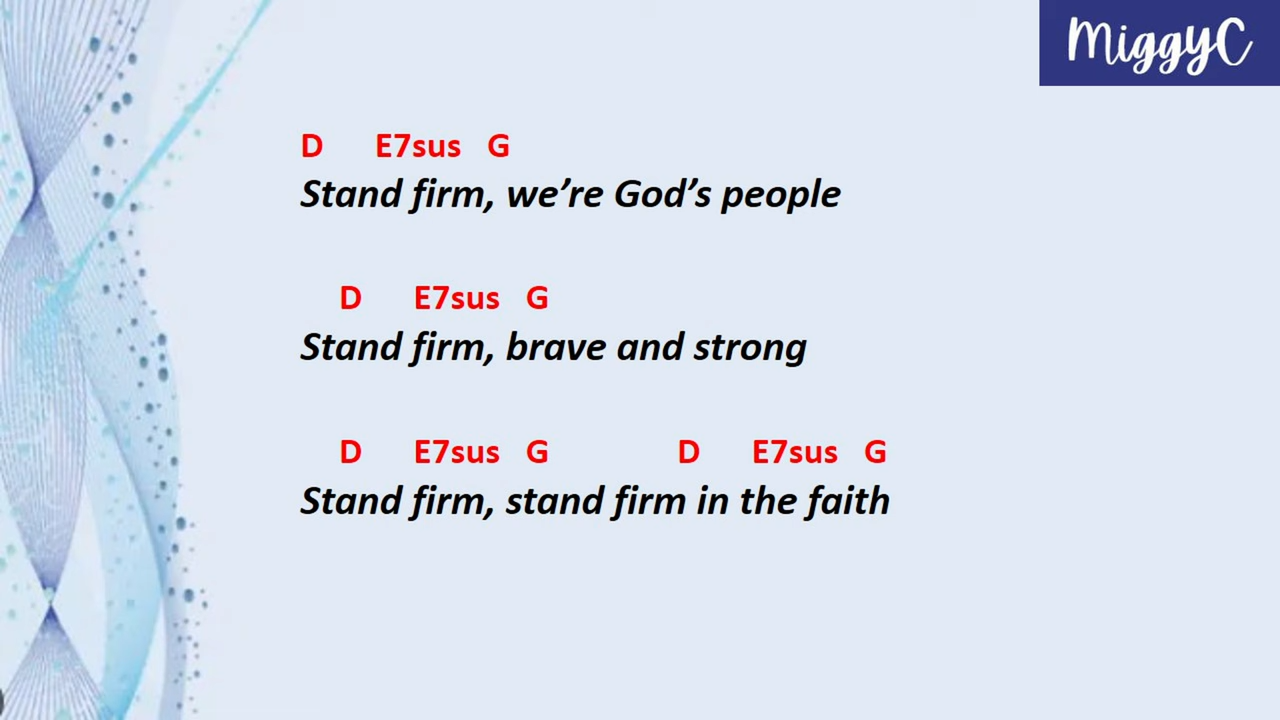 MiggyC
D E7sus G
Stand firm, we’re God’s people
D E7sus G
Stand firm, brave and strong
D E7sus G D E7sus G
Stand firm, stand firm in the faith